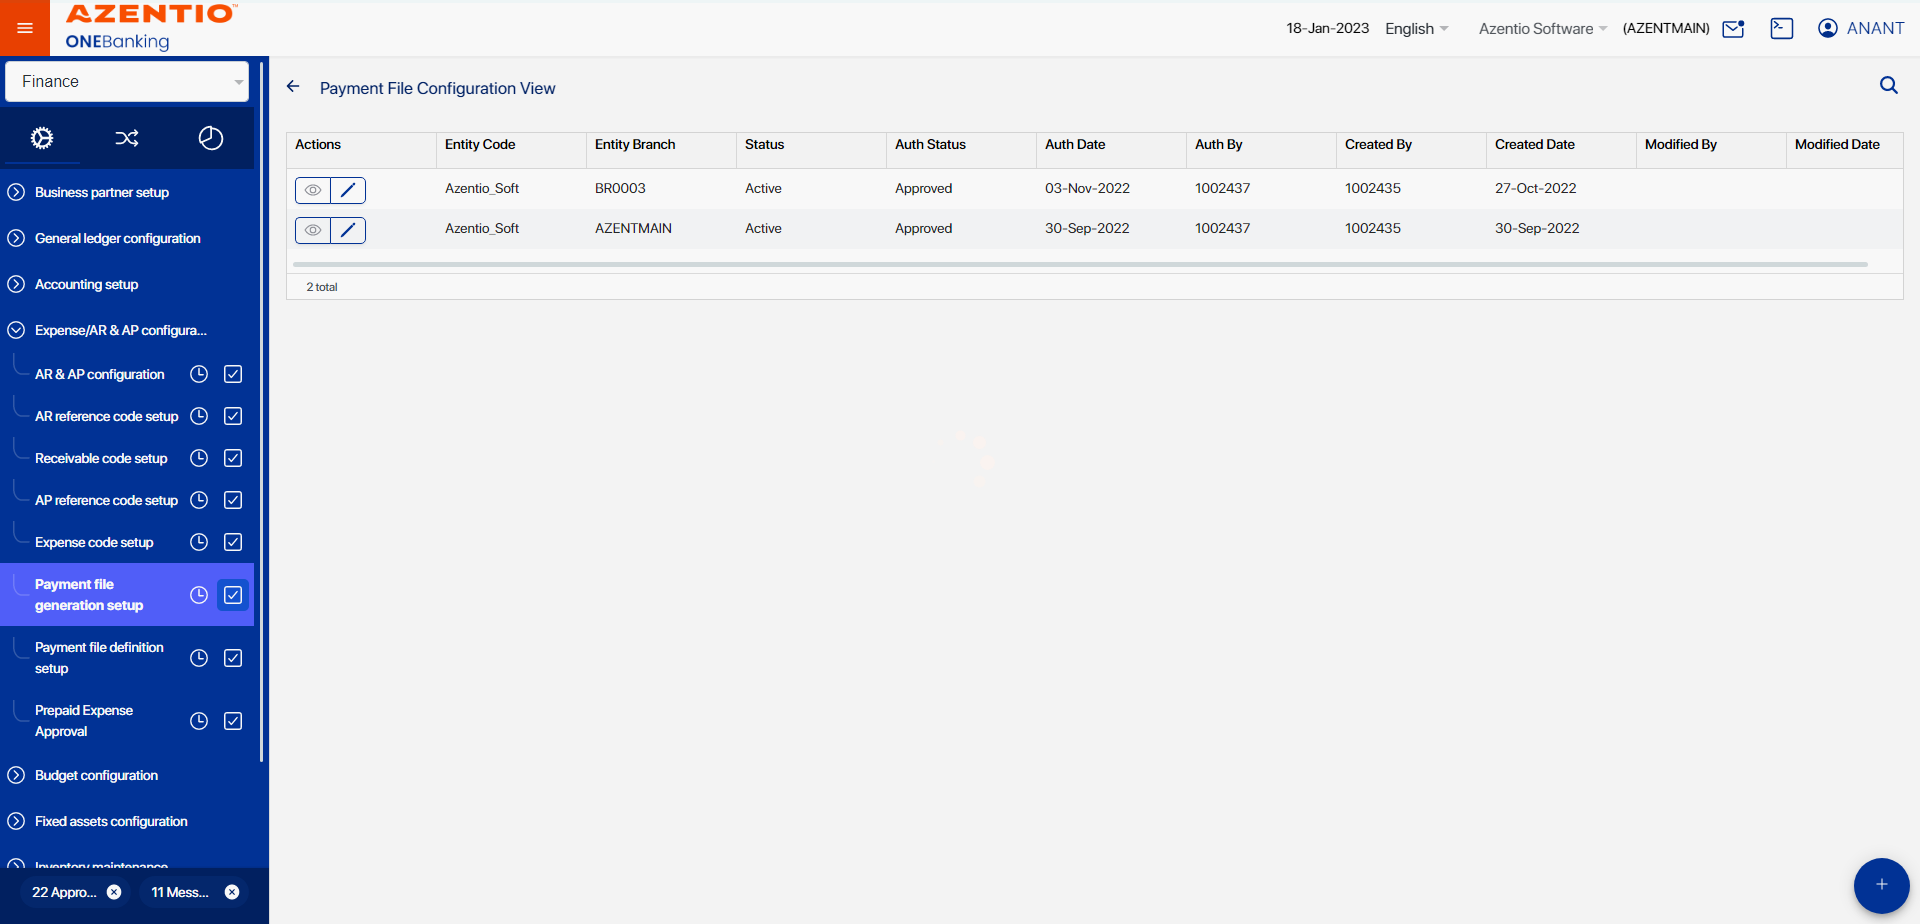 AZENTIO™
ONEBanking
18-Jan-2023 English Azentio Software (AZENTMAIN) ANANT
Finance
Business partner setup
General ledger configuration
Accounting setup
Expense/AR & AP configura...
AR & AP configuration
AR reference code setup
Receivable code setup
AP reference code setup
Expense code setup
Payment file
generation setup
Payment file definition
setup
Prepaid Expense
Approval
Budget configuration
Fixed assets configuration
Inventory maintenance
22 Appro... 11 Mess...
Payment File Configuration View
Actions Entity Code Entity Branch Status Auth Status Auth Date Auth By Created By Created Date Modified By Modified Date
Azentio_Soft BR0003 Active Approved 03-Nov-2022 1002437 1002435 27-Oct-2022
Azentio_Soft AZENTMAIN Active Approved 30-Sep-2022 1002437 1002435 30-Sep-2022
2 total